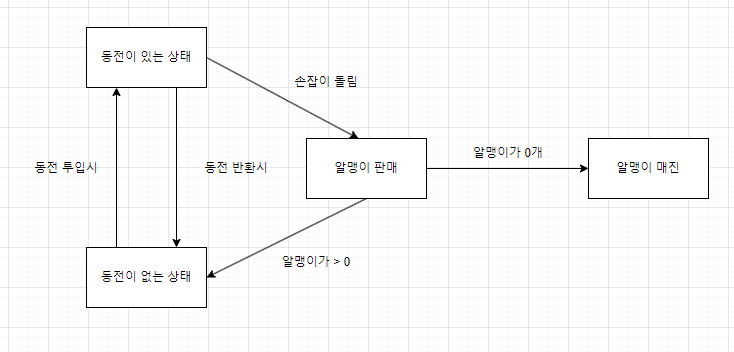 동전이 있는 상태
손잡이 돌림
동전 투입시
동전 반환시
알맹이 판매
알맹이가 0개
알맹이 매진
동전이 없는 상태
알맹이가 > 0